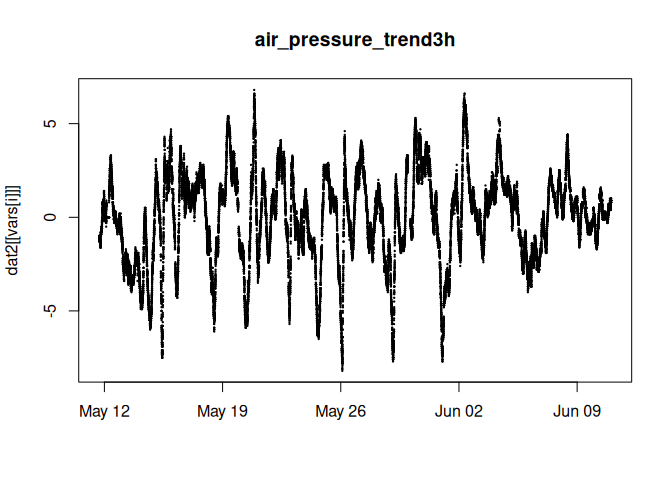 air_pressure_trend3h
dat2[[vars[i]]]
5
0
-5
May 12
May 19
May 26
Jun 02
Jun 09